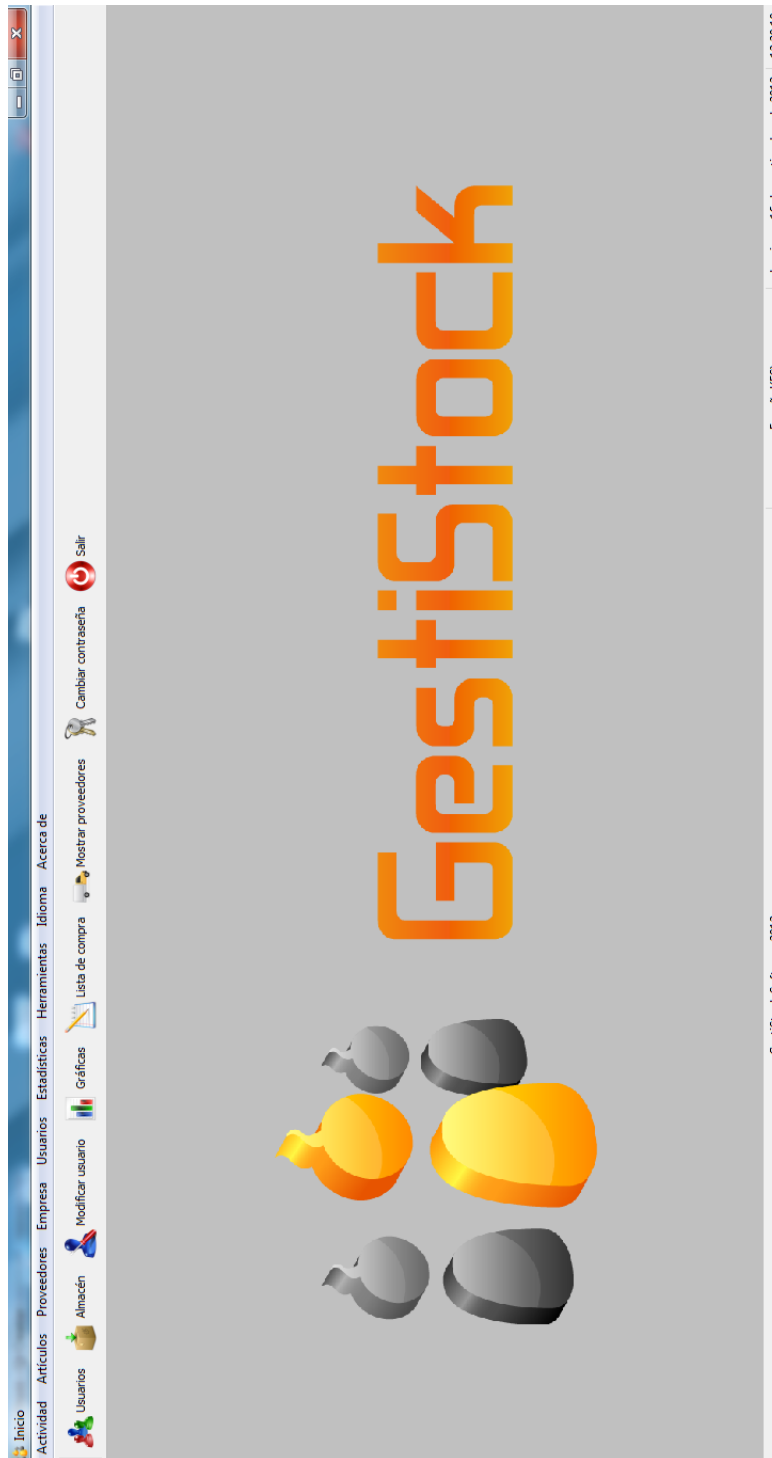 Inicio
Actividad Artículos Proveedores Empresa Usuarios Estadísticas Herramientas Idioma Acerca de
Usuarios Almacén Modificar usuario Gráficas Lista de compra Mostrar proveedores Cambiar contraseña Salir
GestiStock